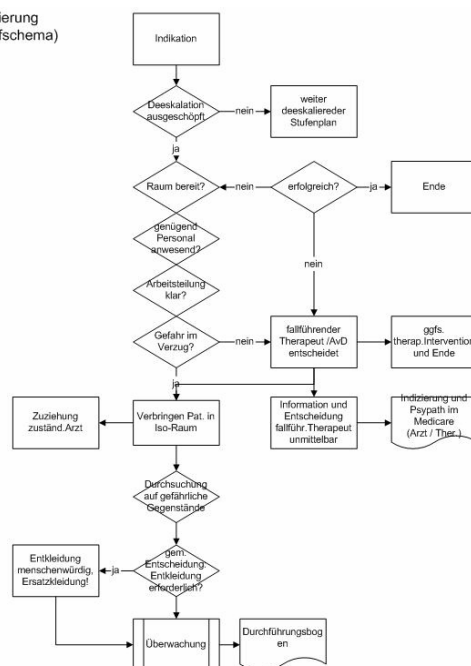 ierung
fschema)
Indikation
Deeskalation
ausgeschöpft
nein
weiter
deeskaliereder
Stufenplan
ja
Raum bereit?
nein
erfolgreich?
ja
Ende
genügend
Personal
anwesend?
nein
Arbeitsteilung
klar?
Gefahr im
Verzug?
nein
fallführender
Therapeut /AvD
entscheidet
ggfs.
therap.Intervention
und Ende
ja
Zuziehung
zuständ.Arzt
Verbringen Pat. in
Iso-Raum
Information und
Entscheidung
fallführ.Therapeut
unmittelbar
Indizierung und
Psypath im
Medicare
(Arzt / Ther.)
Durchsuchung
auf gefährliche
Gegenstände
Entkleidung
menschenwürdig,
Ersatzkleidung!
ja
gem.
Entscheidung:
Entkleidung
erforderlich?
Überwachung
Durchführungsbog
en